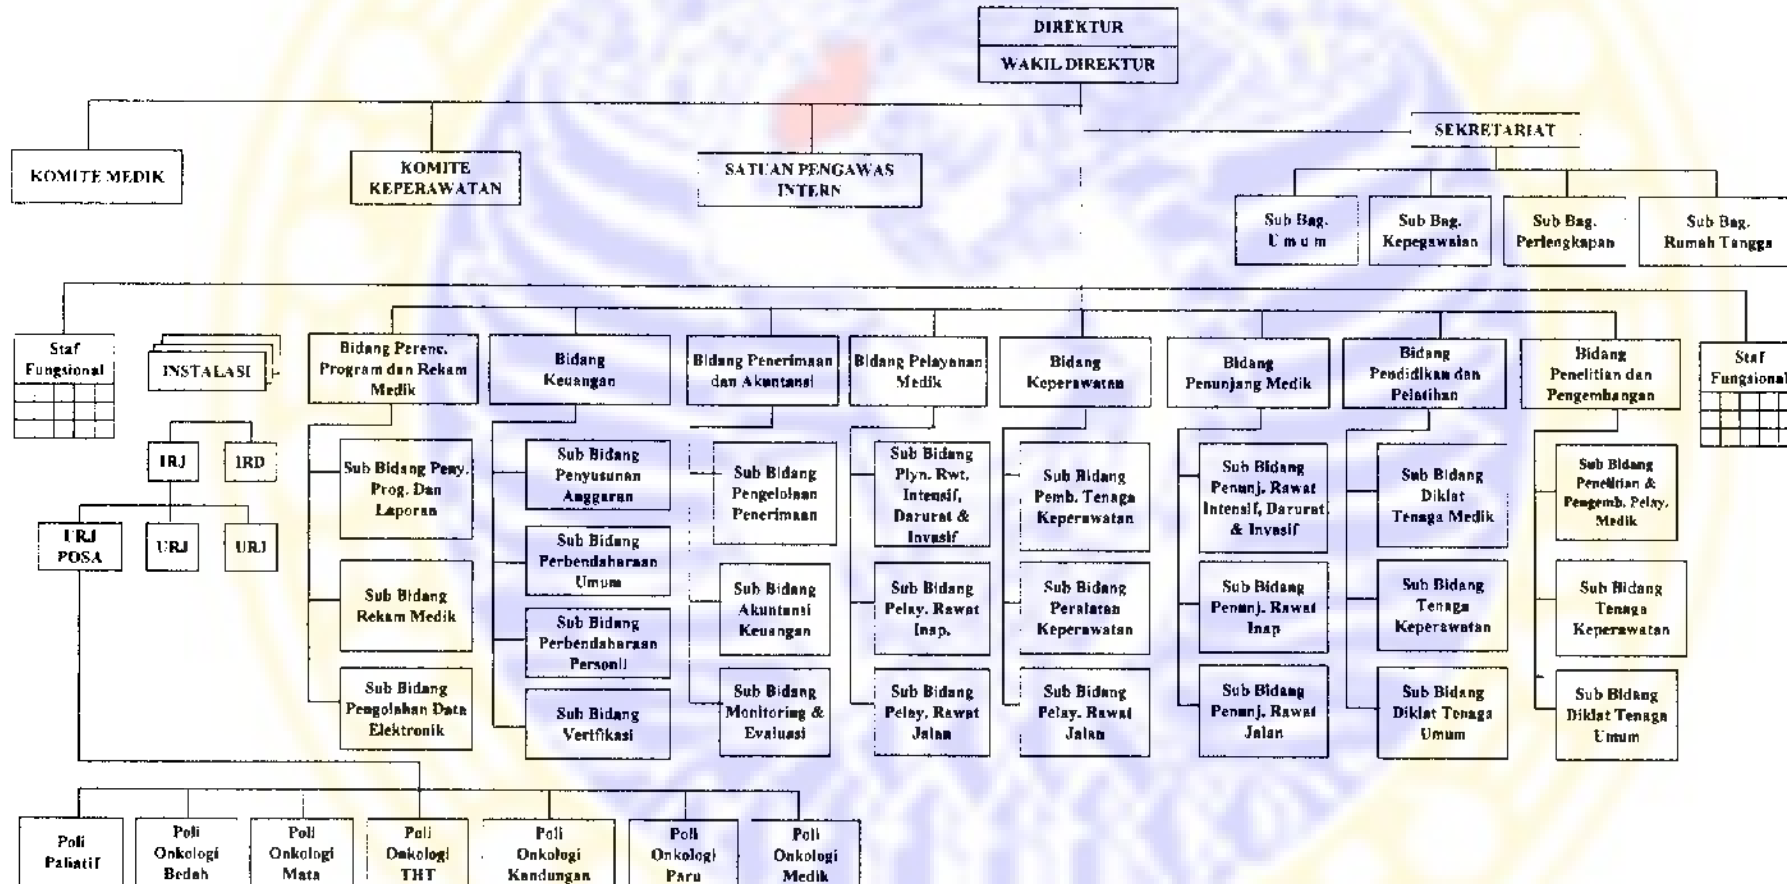 DIREKTUR
WAKIL DIREKTUR
SEKRETARIAT
KOMITE MEDIK
KOMITE
KEPERAWATAN
SATUAN PENGAWAS
INTERN
Sub Bag.
U m u m
Sub Bag.
Kepegawaian
Sub Bag.
Perlengkapan
Sub Bag.
Rumah Tangga
Staf
Fungsional
INSTALASI
Bidang Perenc.
Program dan Rekam
Medik
Bidang
Keuangan
Bidang Penerimaan
dan Akuntansi
Bidang Pelayanan
Medik
Bidang
Keperawatan
Bidang
Penunjang Medik
Bidang
Pendidikan dan
Pelatihan
Bidang
Penelitian dan
Pengembangan
Staf
Fungsional
IRJ
IRD
URJ
POSA
URJ
URJ
Sub Bidang Peny.
Prog. Dan
Laporan
Sub Bidang
Rekam Medik
Sub Bidang
Pengolahan Data
Elektronik
Sub Bidang
Penyusunan
Anggaran
Sub Bidang
Perbendaharaan
Umum
Sub Bidang
Perbendaharaan
Personil
Sub Bidang
Verifikasi
Sub Bidang
Pengelolaan
Penerimaan
Sub Bidang
Akuntansi
Keuangan
Sub Bidang
Monitoring &
Evaluasi
Sub Bidang
Plyn. Rwt.
Intensif,
Darurat &
Invasif
Sub Bidang
Pelay. Rawat
Inap.
Sub Bidang
Pelay. Rawat
Jalan
Sub Bidang
Pemb. Tenaga
Keperawatan
Sub Bidang
Peralatan
Keperawatan
Sub Bidang
Pelay. Rawat
Jalan
Sub Bidang
Penunj. Rawat
Intensif, Darurat
& Invasif
Sub Bidang
Penunj. Rawat
Inap
Sub Bidang
Penunj. Rawat
Jalan
Sub Bidang
Diklat
Tenaga Medik
Sub Bidang
Tenaga
Keperawatan
Sub Bidang
Diklat Tenaga
Umum
Sub Bidang
Penelitian &
Pengemb. Pelay.
Medik
Sub Bidang
Tenaga
Keperawatan
Sub Bidang
Diklat Tenaga
Umum
Poli
Paliatif
Poli
Onkologi
Bedah
Poli
Onkologi
Mata
Poli
Onkologi
THT
Poli
Onkologi
Kandungan
Poli
Onkologi
Paru
Poli
Onkologi
Medik